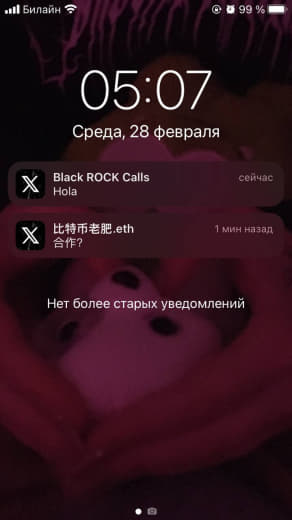 Билайн 99 %
05:07
Среда, 28 февраля
Black ROCK Calls сейчас
Hola
比特币老肥.eth 1 мин назад
合作?
Нет более старых уведомлений